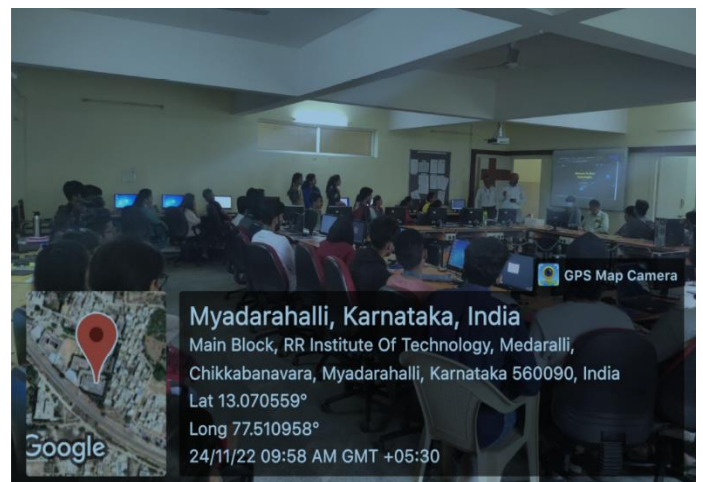 GPS Map Camera
Myadarahalli, Karnataka, India
Main Block, RR Institute Of Technology, Medaralli,
Chikkabanavara, Myadarahalli, Karnataka 560090, India
Lat 13.070559°
Long 77.510958°
24/11/22 09:58 AM GMT +05:30
Google